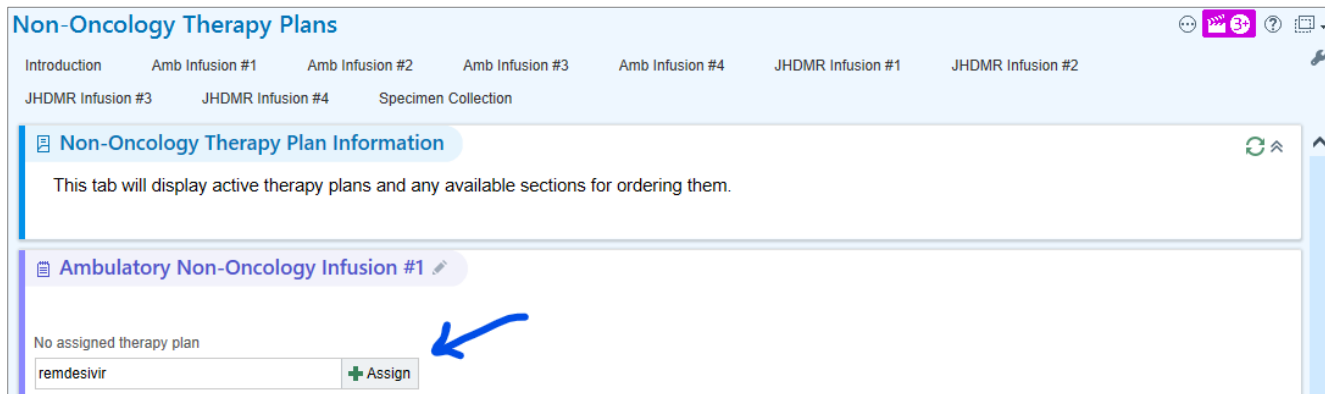 Non-Oncology Therapy Plans
3+
Introduction Amb Infusion #1 Amb Infusion #2 Amb Infusion #3 Amb Infusion #4 JHDMR Infusion #1 JHDMR Infusion #2
JHDMR Infusion #3 JHDMR Infusion #4 Specimen Collection
Non-Oncology Therapy Plan Information
This tab will display active therapy plans and any available sections for ordering them.
Ambulatory Non-Oncology Infusion #1
No assigned therapy plan
remdesivir Assign